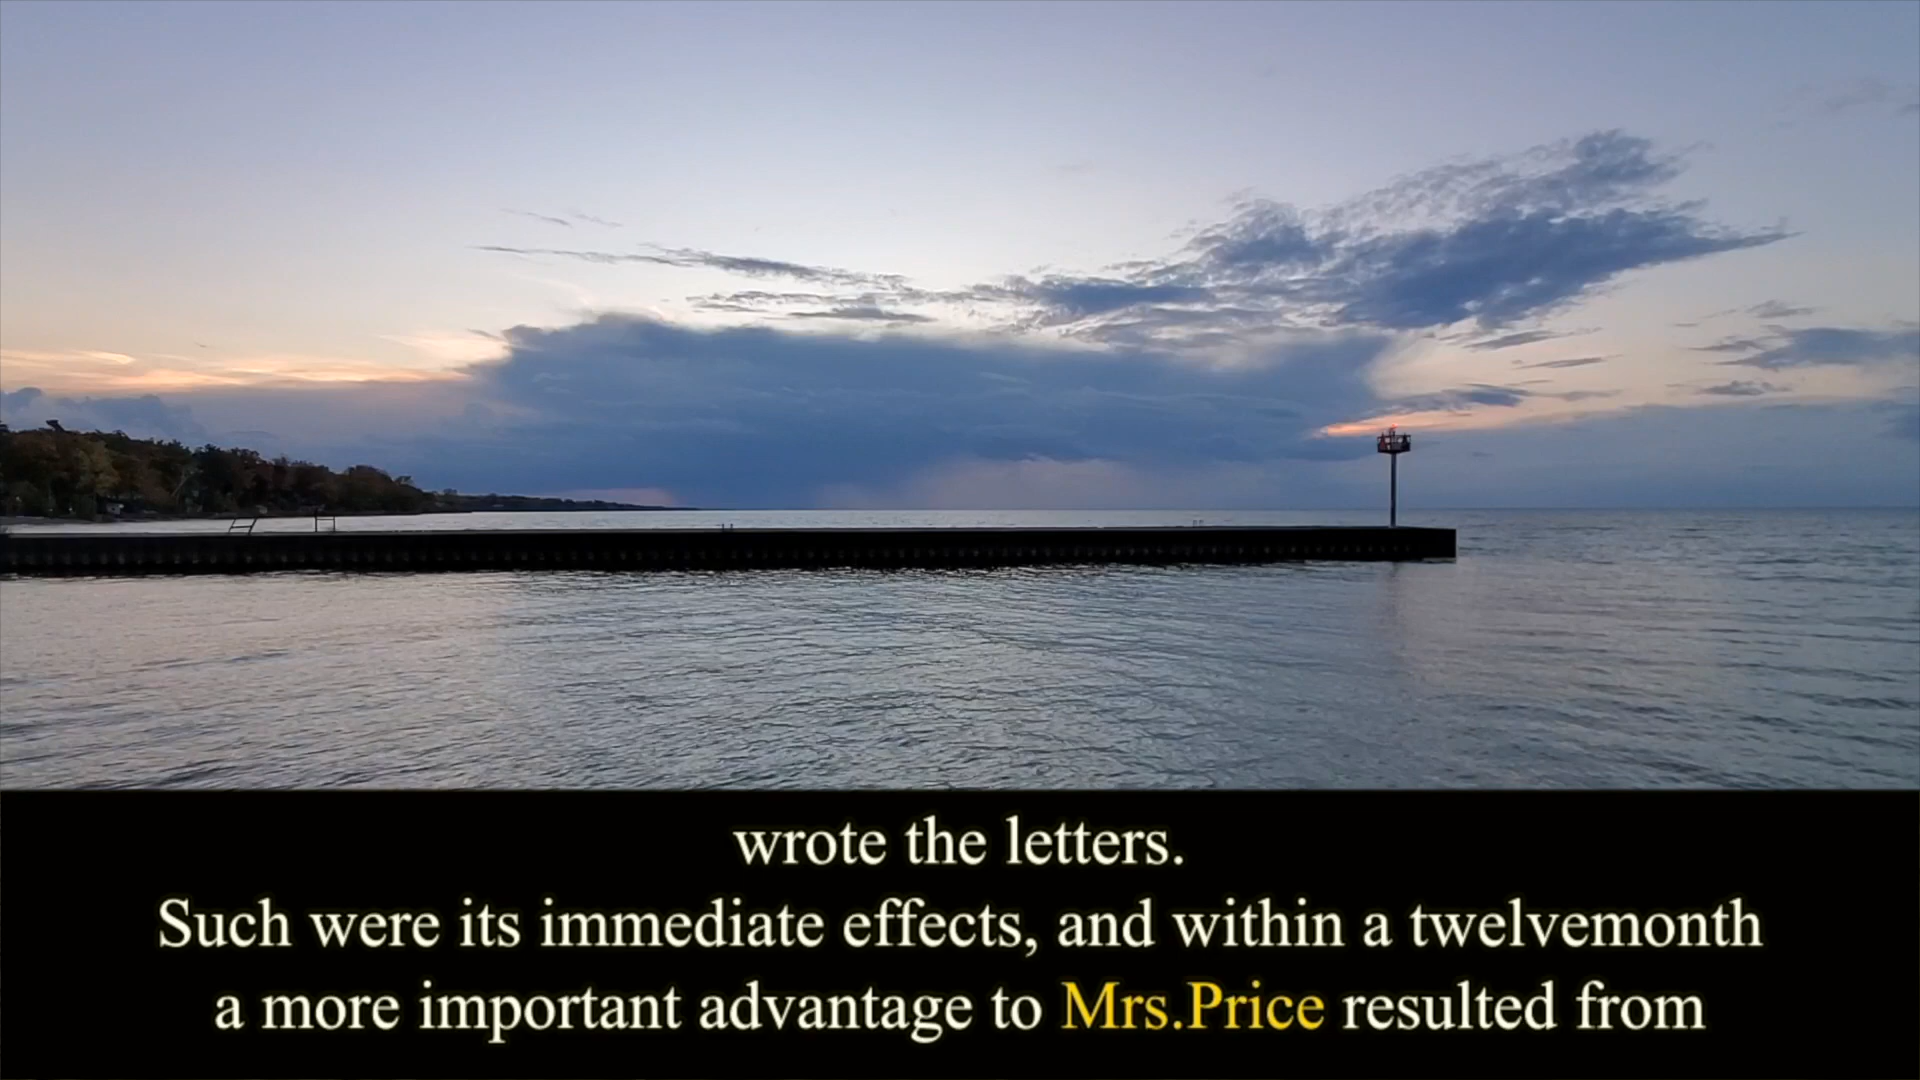 wrote the letters.
Such were its immediate effects, and within a twelvemonth
a more important advantage to Mrs.Price resulted from